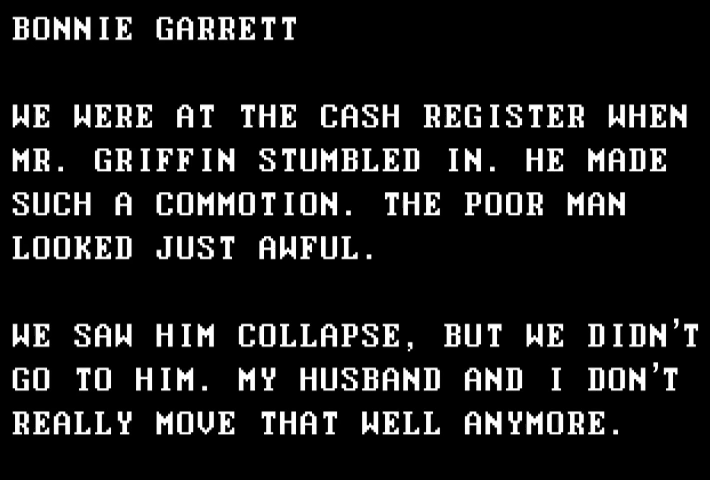 BONNIE GARRETT
WE WERE AT THE CASH REGISTER WHEN
MR. GRIFFIN STUMBLED IN. HE MADE
SUCH A COMMOTION. THE POOR MAN
LOOKED JUST AWFUL.
WE SAW HIM COLLAPSE, BUT WE DIDN'T
GO TO HIM. MY HUSBAND AND I DON'T
REALLY MOVE THAT WELL ANYMORE.